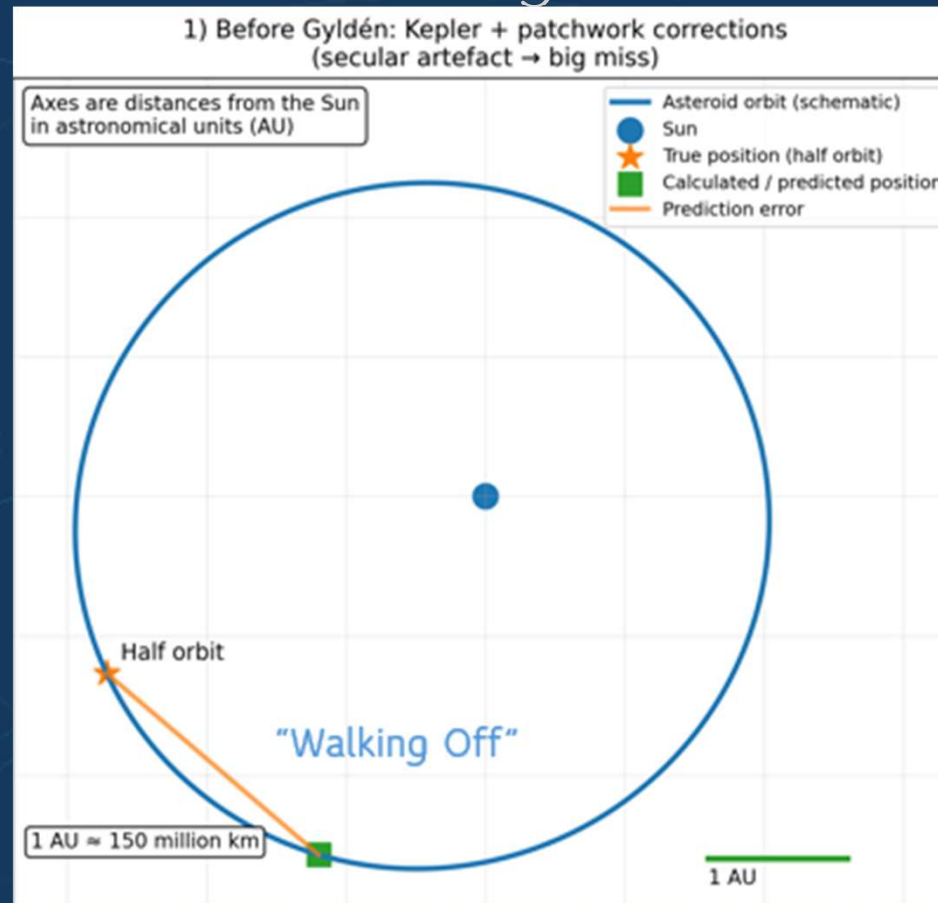 1) Before Gyldén: Kepler + patchwork corrections
(secular artefact → big miss)
Axes are distances from the Sun
in astronomical units (AU)
Asteroid orbit (schematic)
Sun
True position (half orbit)
Calculated / predicted position
Prediction error
Half orbit
“Walking Off”
1 AU ≈ 150 million km
1 AU